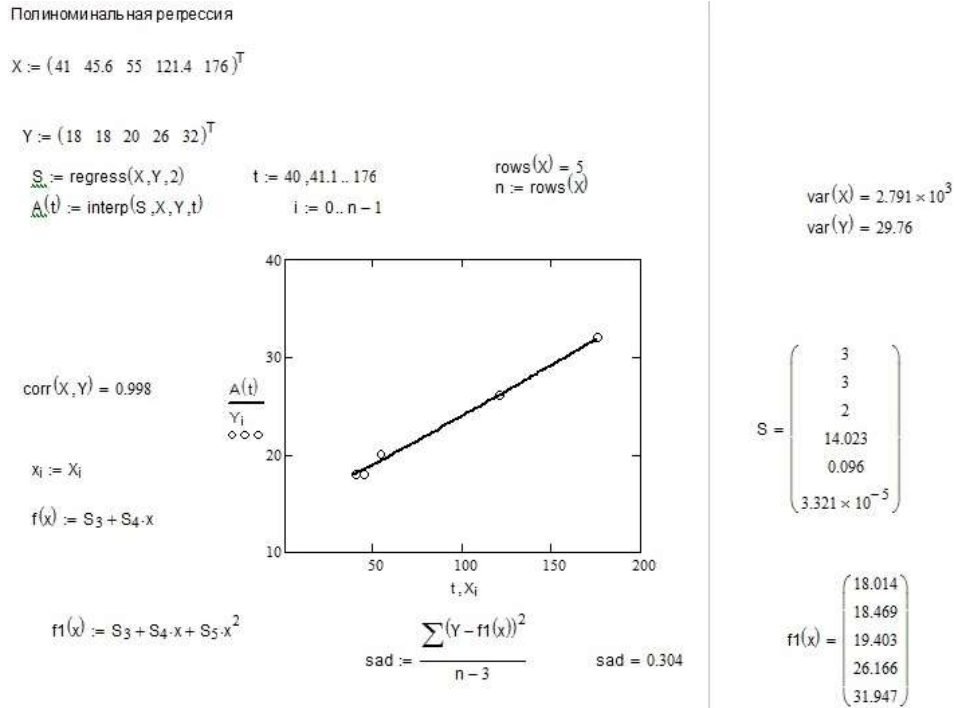 Полиноминальная регрессия
X := (41 45.6 55 121.4 176)^T
Y := (18 18 20 26 32)^T
S := regress(X,Y,2) t := 40,41.1 .. 176 rows(X) = 5
n := rows(X)
A(t) := interp(S,X,Y,t) i := 0.. n − 1
var(X) = 2.791 × 10^3
var(Y) = 29.76
40
30
20
10
50 100 150 200
t,X_i
A(t)
Y_i
corr(X,Y) = 0.998
x_i := X_i
f(x) := S_3 + S_4·x
S =
3
3
2
14.023
0.096
3.321 × 10^−5
f1(x) := S_3 + S_4·x + S_5·x^2
sad := ∑(Y − f1(x))^2 / n − 3
sad = 0.304
f1(x) =
18.014
18.469
19.403
26.166
31.947